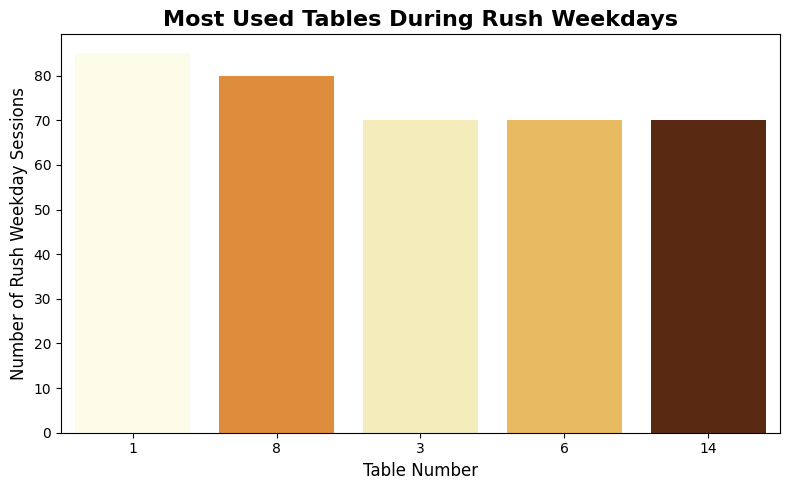 Most Used Tables During Rush Weekdays
Number of Rush Weekday Sessions
80
70
60
50
40
30
20
10
0
1 8 3 6 14
Table Number